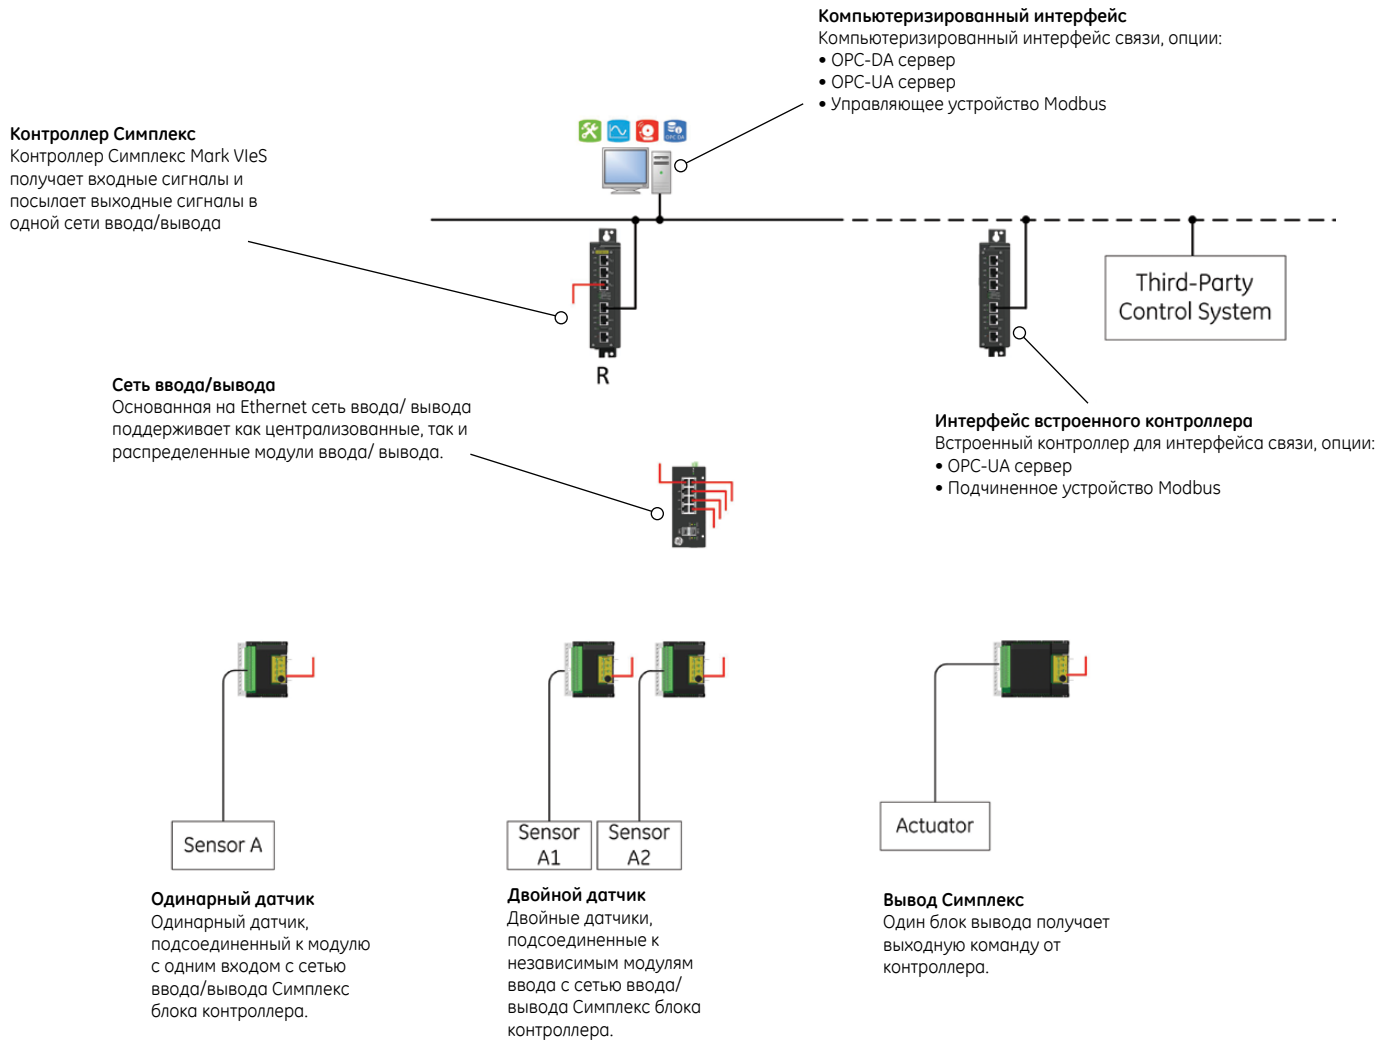 Компьютеризированный интерфейс
Компьютеризированный интерфейс связи, опции:
• OPC-DA сервер
• OPC-UA сервер
• Управляющее устройство Modbus
OPC DA
Контроллер Симплекс
Контроллер Симплекс Mark VIeS
получает входные сигналы и
посылает выходные сигналы в
одной сети ввода/вывода
Third-Party
Control System
R
Сеть ввода/вывода
Основанная на Ethernet сеть ввода/ вывода
поддерживает как централизованные, так и
распределенные модули ввода/ вывода.
Интерфейс встроенного контроллера
Встроенный контроллер для интерфейса связи, опции:
• OPC-UA сервер
• Подчиненное устройство Modbus
Sensor A
Sensor
A1
Sensor
A2
Actuator
Одинарный датчик
Одинарный датчик,
подсоединенный к модулю
с одним входом с сетью
ввода/вывода Симплекс
блока контроллера.
Двойной датчик
Двойные датчики,
подсоединенные к
независимым модулям
ввода с сетью ввода/
вывода Симплекс блока
контроллера.
Вывод Симплекс
Один блок вывода получает
выходную команду от
контроллера.